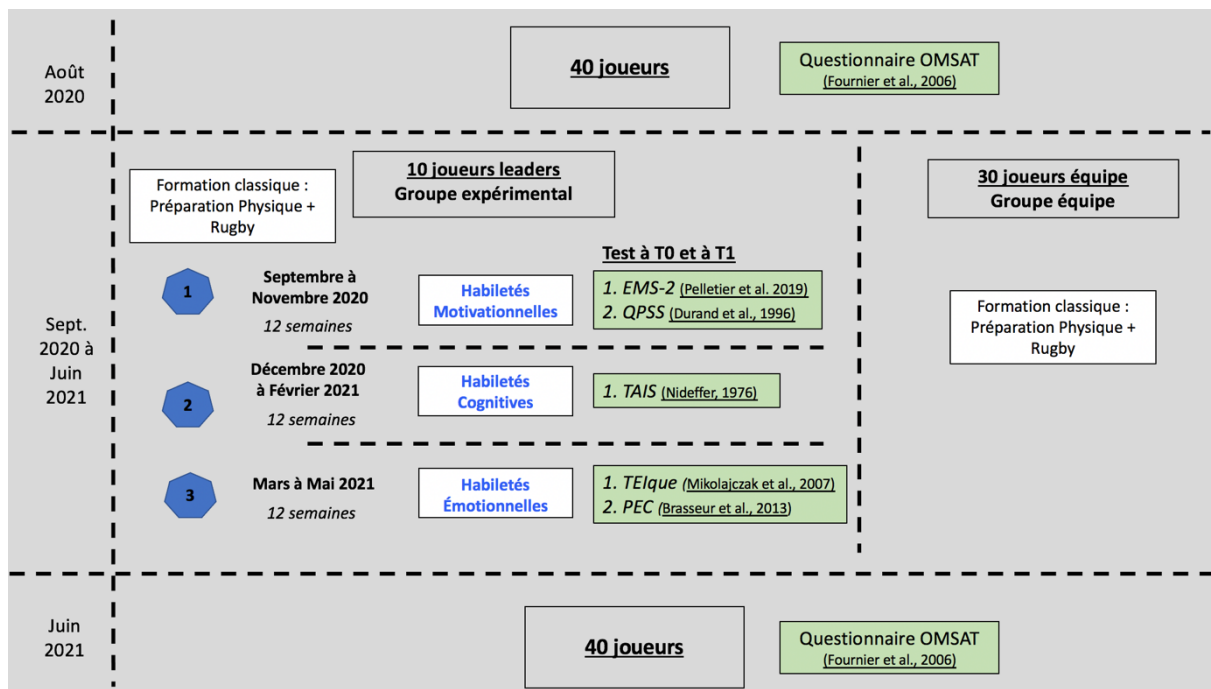 Août
2020
40 joueurs
Questionnaire OMSAT
(Fournier et al., 2006)
Sept.
2020 à
Juin
2021
Formation classique :
Préparation Physique +
Rugby
10 joueurs leaders
Groupe expérimental
30 joueurs équipe
Groupe équipe
Test à T0 et à T1
1
Septembre à
Novembre 2020
12 semaines
Habiletés
Motivationnelles
1. EMS-2 (Pelletier et al. 2019)
2. QPSS (Durand et al., 1996)
Formation classique :
Préparation Physique +
Rugby
2
Décembre 2020
à Février 2021
12 semaines
Habiletés
Cognitives
1. TAIS (Nideffer, 1976)
3
Mars à Mai 2021
12 semaines
Habiletés
Émotionnelles
1. TEIque (Mikolajczak et al., 2007)
2. PEC (Brasseur et al., 2013)
Juin
2021
40 joueurs
Questionnaire OMSAT
(Fournier et al., 2006)